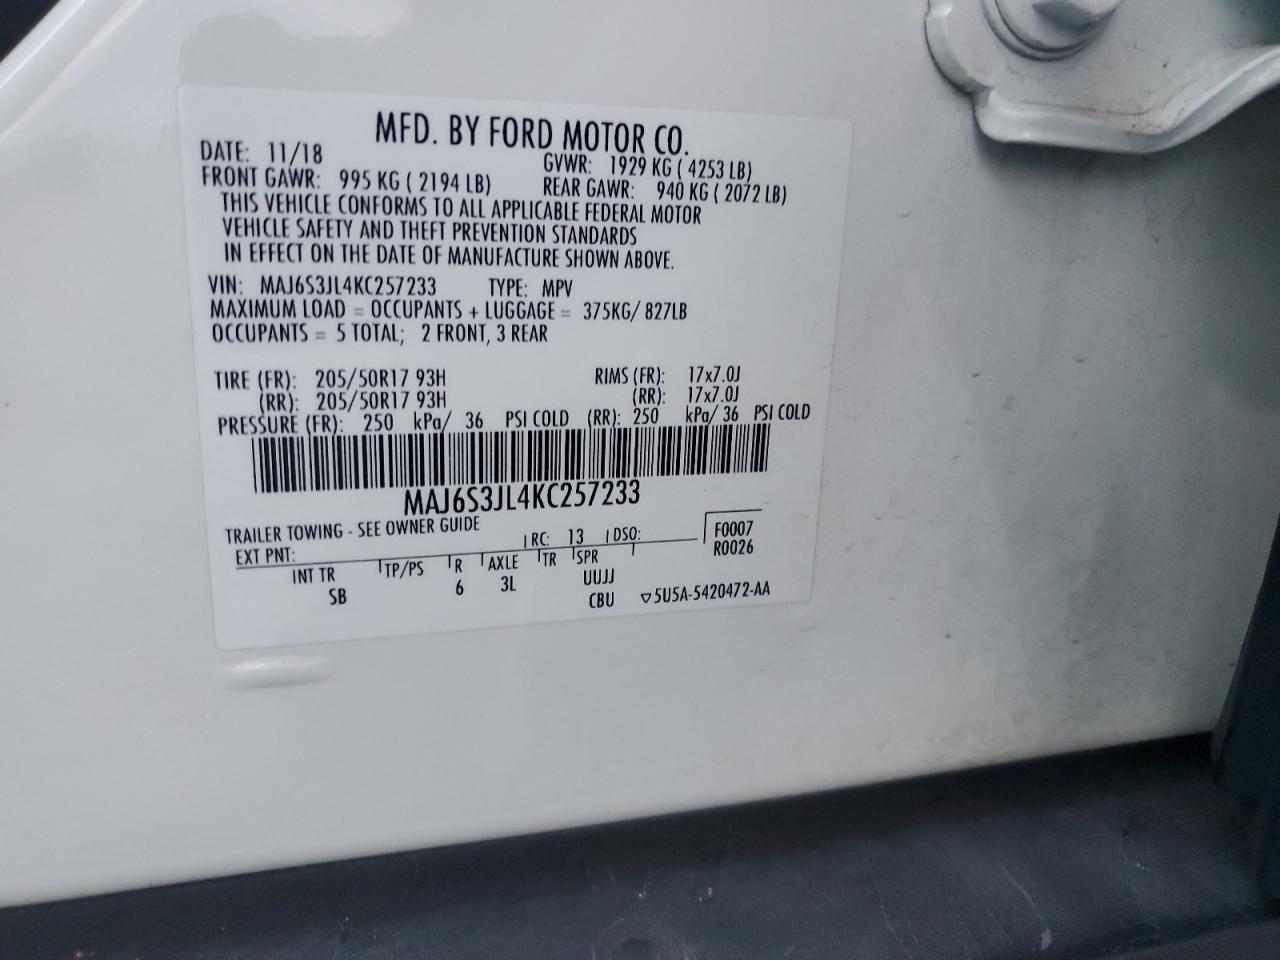 MFD. BY FORD MOTOR CO.
DATE: 11/18 GVWR: 1929 KG ( 4253 LB)
FRONT GAWR: 995 KG ( 2194 LB) REAR GAWR: 940 KG ( 2072 LB)
THIS VEHICLE CONFORMS TO ALL APPLICABLE FEDERAL MOTOR
VEHICLE SAFETY AND THEFT PREVENTION STANDARDS
IN EFFECT ON THE DATE OF MANUFACTURE SHOWN ABOVE.
VIN: MAJ6S3JL4KC257233 TYPE: MPV
MAXIMUM LOAD = OCCUPANTS + LUGGAGE = 375KG/ 827LB
OCCUPANTS = 5 TOTAL; 2 FRONT, 3 REAR
TIRE (FR): 205/50R17 93H RIMS (FR): 17x7.0J
(RR): 205/50R17 93H (RR): 17x7.0J
PRESSURE (FR): 250 kPa/ 36 PSI COLD (RR): 250 kPa/ 36 PSI COLD
MAJ6S3JL4KC257233
TRAILER TOWING - SEE OWNER GUIDE
EXT PNT: RC: 13 DSO: F0007
R0026
INT TR TP/PS R AXLE TR SPR
SB 6 3L UUJJ
CBU ▽5U5A-5420472-AA